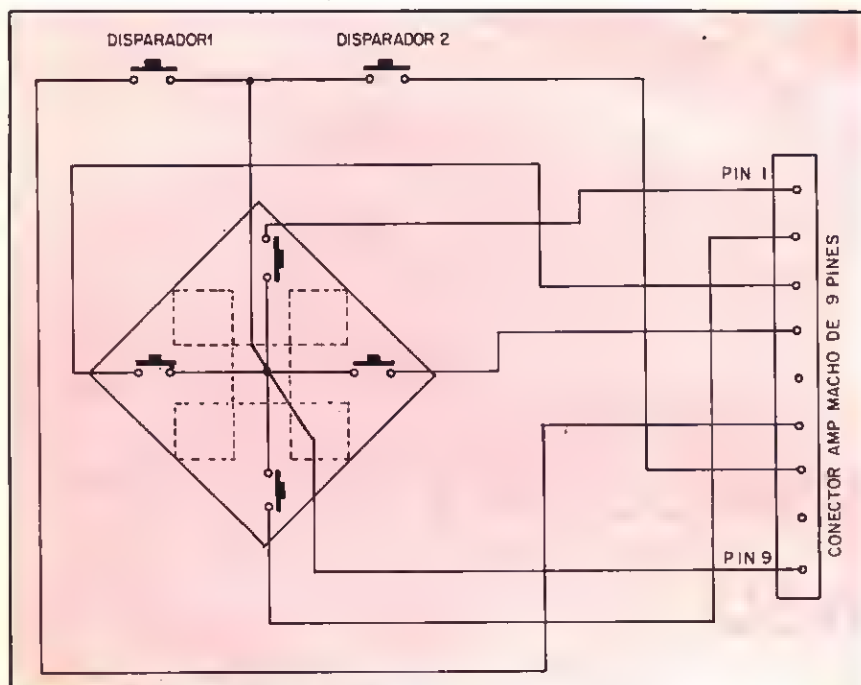 DISPARADOR1
DISPARADOR 2
PIN 1
CONECTOR AMP MACHO DE 9 PINES
PIN 9